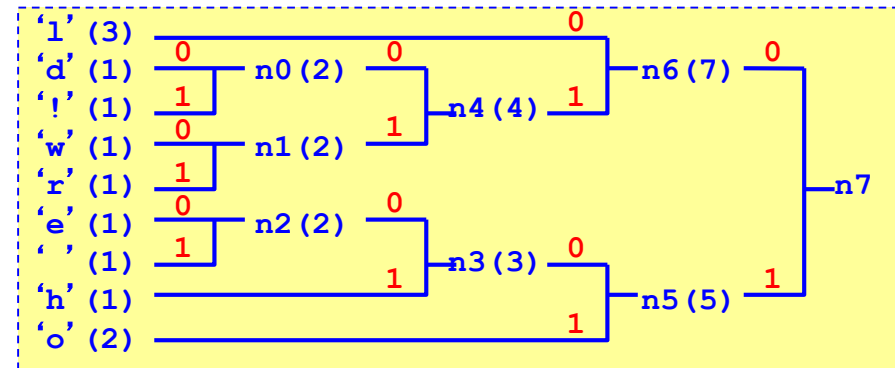 ‘l’(3) 0
‘d’(1) 0 n0(2) 0 n6(7) 0
‘!’(1) 1 n4(4) 1
‘w’(1) 0 n1(2) 1
‘r’(1) 1 n7
‘e’(1) 0 n2(2) 0
‘ ’(1) 1 n3(3) 0
‘h’(1) 1 n5(5) 1
‘o’(2) 1